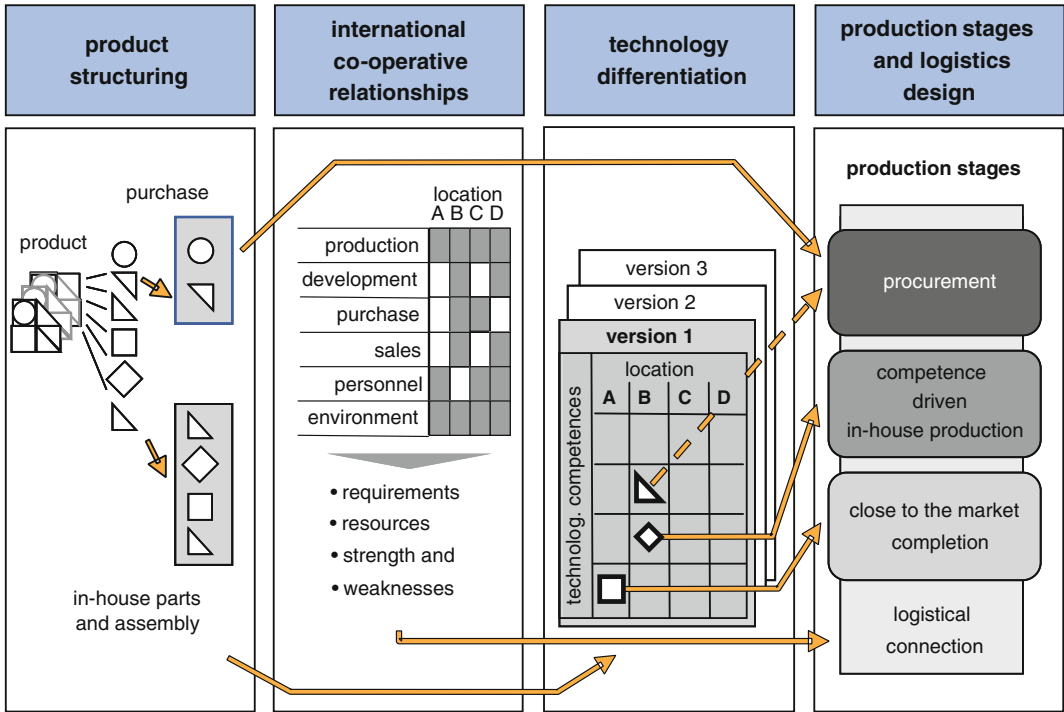 product
structuring
international
co-operative
relationships
technology
differentiation
production stages
and logistics
design
purchase
product
in-house parts
and assembly
location
A B C D
production
development
purchase
sales
personnel
environment
• requirements
• resources
• strength and
• weaknesses
version 3
version 2
version 1
location
A B C D
technolog. competences
production stages
procurement
competence
driven
in-house production
close to the market
completion
logistical
connection